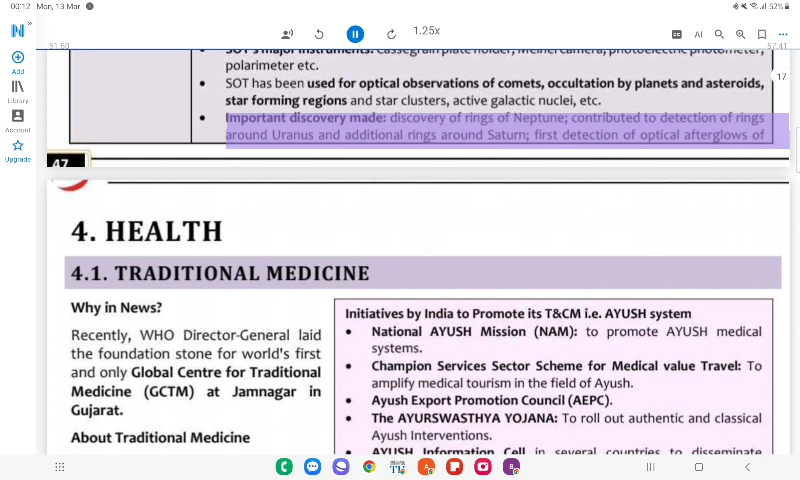 00:12 Mon, 13 Mar
52%
N »
1.25x
AI
51:50
57:41
Add
Library
Account
Upgrade
17
• SOT's major instruments: Cassegrain plate holder, Meinel camera, photoelectric photometer,
polarimeter etc.
• SOT has been used for optical observations of comets, occultation by planets and asteroids,
star forming regions and star clusters, active galactic nuclei, etc.
• Important discovery made: discovery of rings of Neptune; contributed to detection of rings
around Uranus and additional rings around Saturn; first detection of optical afterglows of
47
4. HEALTH
4.1. TRADITIONAL MEDICINE
Why in News?
Recently, WHO Director-General laid
the foundation stone for world's first
and only Global Centre for Traditional
Medicine (GCTM) at Jamnagar in
Gujarat.
About Traditional Medicine
Initiatives by India to Promote its T&CM i.e. AYUSH system
• National AYUSH Mission (NAM): to promote AYUSH medical
systems.
• Champion Services Sector Scheme for Medical value Travel: To
amplify medical tourism in the field of Ayush.
• Ayush Export Promotion Council (AEPC).
• The AYURSWASTHYA YOJANA: To roll out authentic and classical
Ayush Interventions.
• AYUSH Information Cell in several countries to disseminate